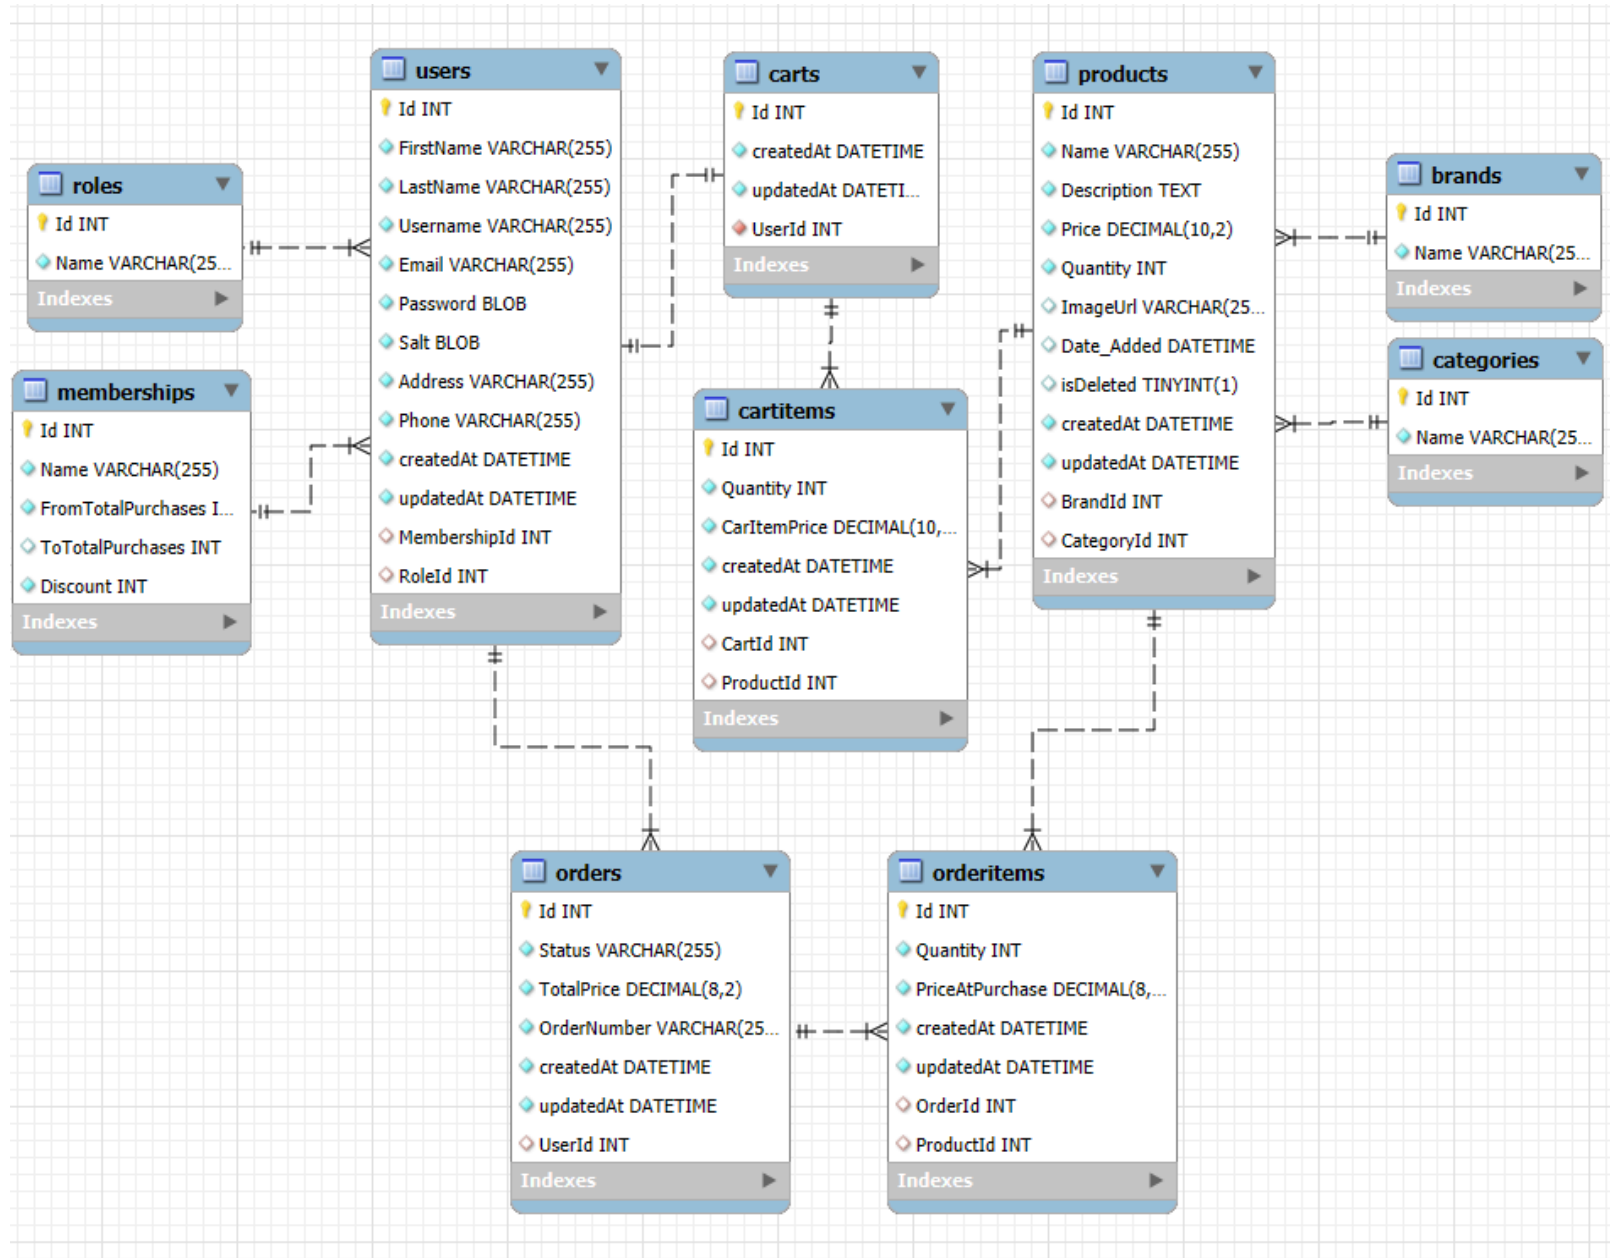 roles
Id INT
Name VARCHAR(25...
Indexes
memberships
Id INT
Name VARCHAR(255)
FromTotalPurchases I...
ToTotalPurchases INT
Discount INT
Indexes
users
Id INT
FirstName VARCHAR(255)
LastName VARCHAR(255)
Username VARCHAR(255)
Email VARCHAR(255)
Password BLOB
Salt BLOB
Address VARCHAR(255)
Phone VARCHAR(255)
createdAt DATETIME
updatedAt DATETIME
MembershipId INT
RoleId INT
Indexes
carts
Id INT
createdAt DATETIME
updatedAt DATETI...
UserId INT
Indexes
cartitems
Id INT
Quantity INT
CarItemPrice DECIMAL(10,...
createdAt DATETIME
updatedAt DATETIME
CartId INT
ProductId INT
Indexes
products
Id INT
Name VARCHAR(255)
Description TEXT
Price DECIMAL(10,2)
Quantity INT
ImageUrl VARCHAR(25...
Date_Added DATETIME
isDeleted TINYINT(1)
createdAt DATETIME
updatedAt DATETIME
BrandId INT
CategoryId INT
Indexes
brands
Id INT
Name VARCHAR(25...
Indexes
categories
Id INT
Name VARCHAR(25...
Indexes
orders
Id INT
Status VARCHAR(255)
TotalPrice DECIMAL(8,2)
OrderNumber VARCHAR(25...
createdAt DATETIME
updatedAt DATETIME
UserId INT
Indexes
orderitems
Id INT
Quantity INT
PriceAtPurchase DECIMAL(8,...
createdAt DATETIME
updatedAt DATETIME
OrderId INT
ProductId INT
Indexes